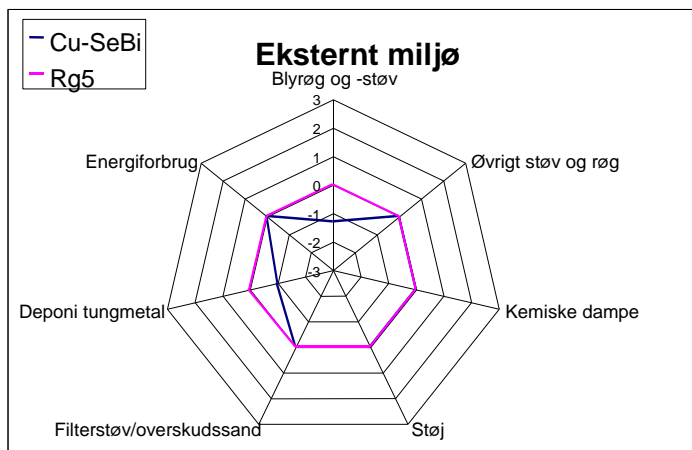 Cu-SeBi
Rg5
Eksternt miljø
Blyrøg og -støv
Øvrigt støv og røg
Kemiske dampe
Støj
Filterstøv/overskudssand
Deponi tungmetal
Energiforbrug
3
2
1
0
-1
-2
-3